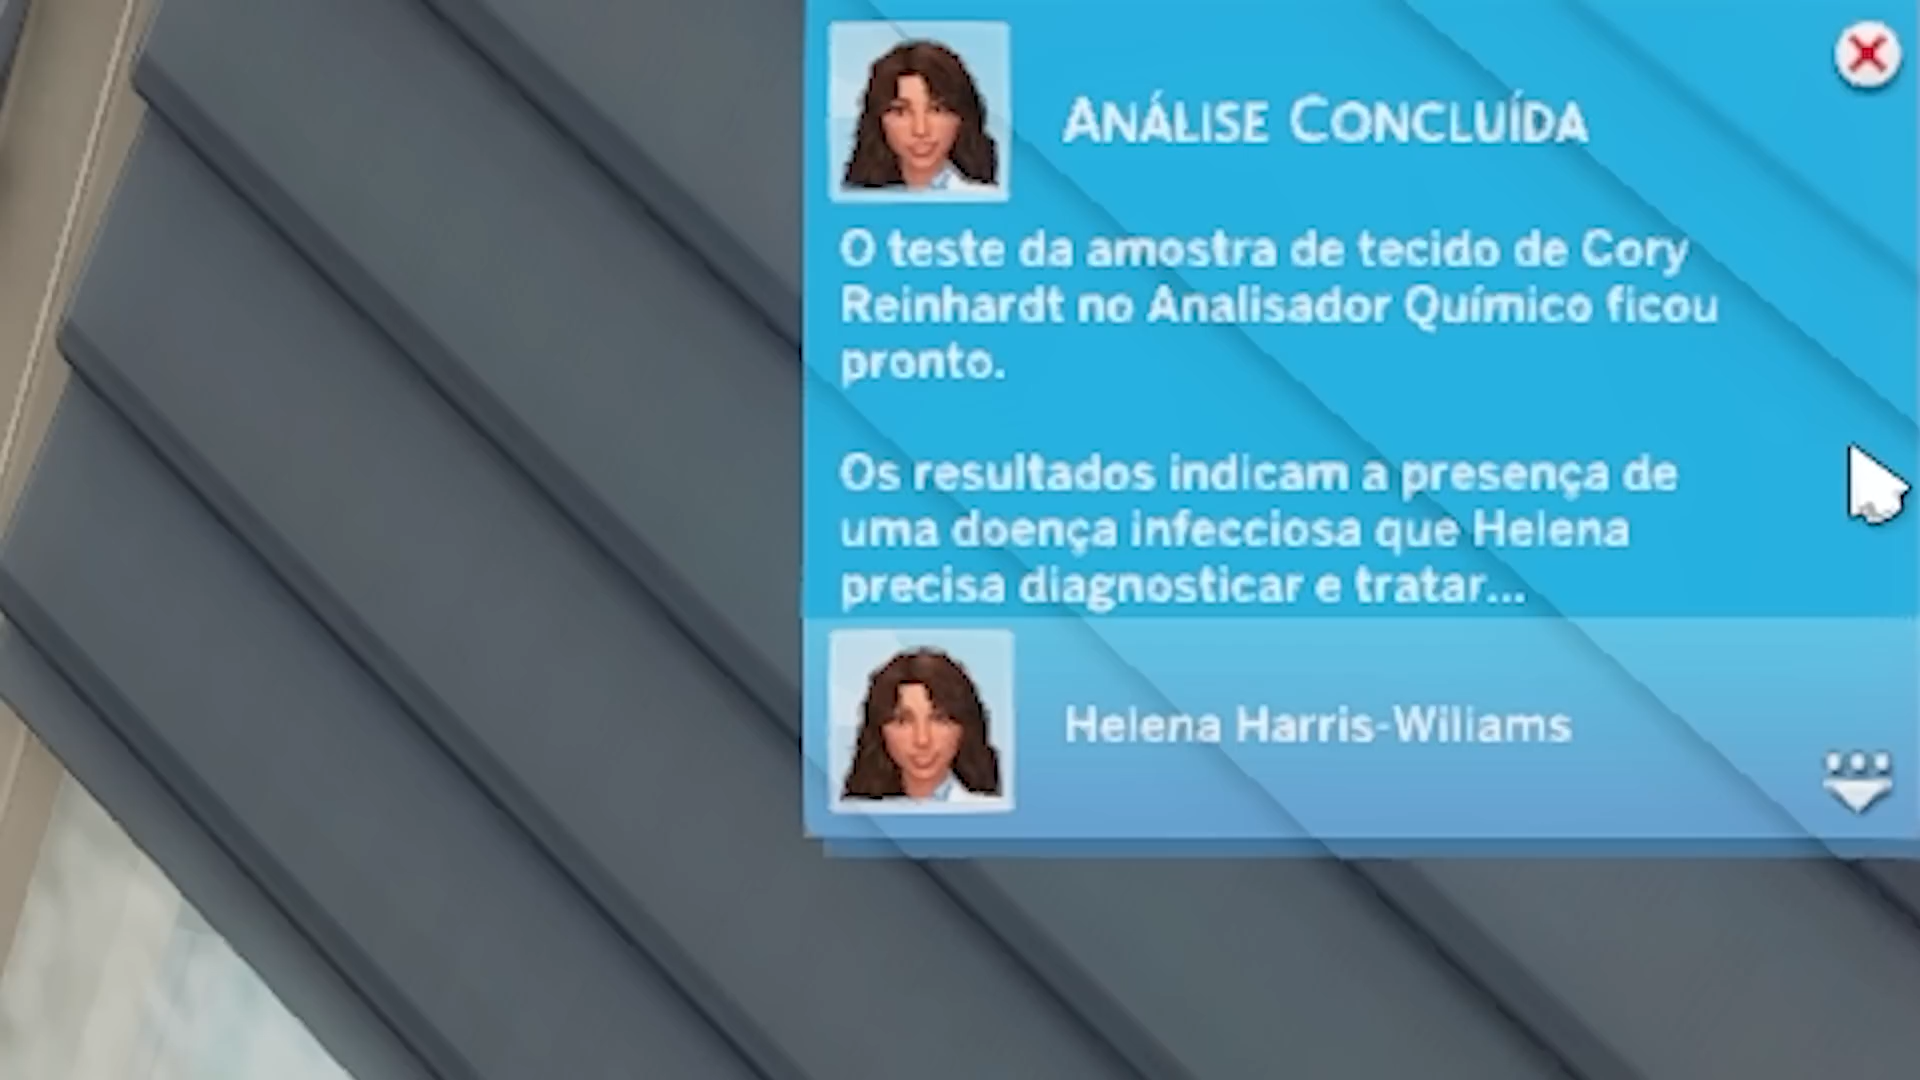 ANÁLISE CONCLUÍDA
O teste da amostra de tecido de Cory
Reinhardt no Analisador Químico ficou
pronto.
Os resultados indicam a presença de
uma doença infecciosa que Helena
precisa diagnosticar e tratar...
Helena Harris-Wiliams